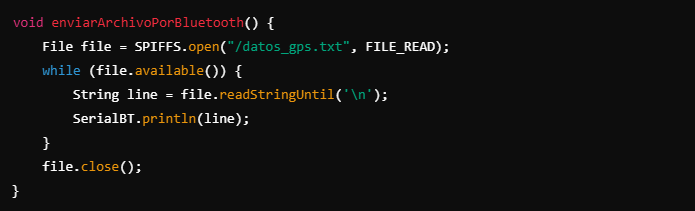 void enviarArchivoPorBluetooth() {
    File file = SPIFFS.open("/datos_gps.txt", FILE_READ);
    while (file.available()) {
        String line = file.readStringUntil('\n');
        SerialBT.println(line);
    }
    file.close();
}